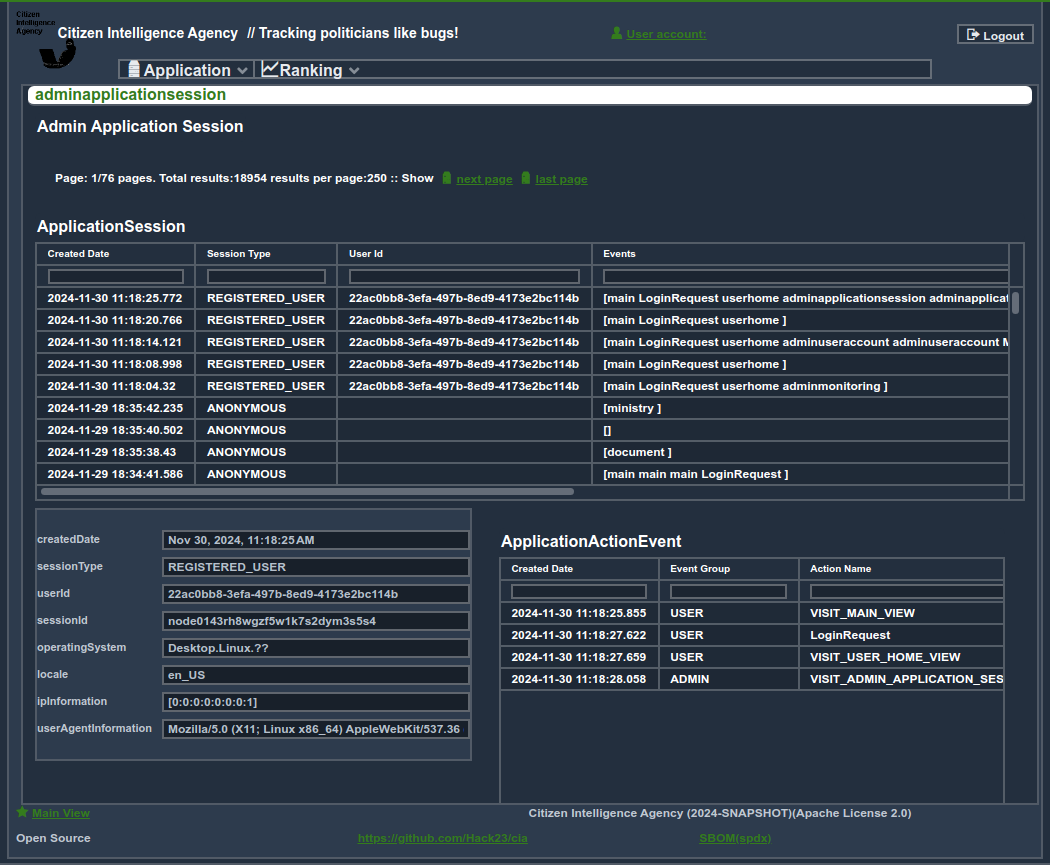 Citizen
Intelligence
Agency
Citizen Intelligence Agency // Tracking politicians like bugs!
User account:
Logout
Application
Ranking
adminapplicationsession
Admin Application Session
Page: 1/76 pages. Total results:18954 results per page:250 :: Show next page last page
ApplicationSession
Created Date Session Type User Id Events
2024-11-30 11:18:25.772 REGISTERED_USER 22ac0bb8-3efa-497b-8ed9-4173e2bc114b [main LoginRequest userhome adminapplicationsession adminapplicat
2024-11-30 11:18:20.766 REGISTERED_USER 22ac0bb8-3efa-497b-8ed9-4173e2bc114b [main LoginRequest userhome ]
2024-11-30 11:18:14.121 REGISTERED_USER 22ac0bb8-3efa-497b-8ed9-4173e2bc114b [main LoginRequest userhome adminuseraccount adminuseraccount M
2024-11-30 11:18:08.998 REGISTERED_USER 22ac0bb8-3efa-497b-8ed9-4173e2bc114b [main LoginRequest userhome ]
2024-11-30 11:18:04.32 REGISTERED_USER 22ac0bb8-3efa-497b-8ed9-4173e2bc114b [main LoginRequest userhome adminmonitoring ]
2024-11-29 18:35:42.235 ANONYMOUS [ministry ]
2024-11-29 18:35:40.502 ANONYMOUS []
2024-11-29 18:35:38.43 ANONYMOUS [document ]
2024-11-29 18:34:41.586 ANONYMOUS [main main main LoginRequest ]
createdDate Nov 30, 2024, 11:18:25 AM
sessionType REGISTERED_USER
userId 22ac0bb8-3efa-497b-8ed9-4173e2bc114b
sessionId node0143rh8wgzf5w1k7s2dym3s5s4
operatingSystem Desktop.Linux.??
locale en_US
ipInformation [0:0:0:0:0:0:0:1]
userAgentInformation Mozilla/5.0 (X11; Linux x86_64) AppleWebKit/537.36
ApplicationActionEvent
Created Date Event Group Action Name
2024-11-30 11:18:25.855 USER VISIT_MAIN_VIEW
2024-11-30 11:18:27.622 USER LoginRequest
2024-11-30 11:18:27.659 USER VISIT_USER_HOME_VIEW
2024-11-30 11:18:28.058 ADMIN VISIT_ADMIN_APPLICATION_SES
Main View Citizen Intelligence Agency (2024-SNAPSHOT)(Apache License 2.0)
Open Source https://github.com/Hack23/cia SBOM(spdx)